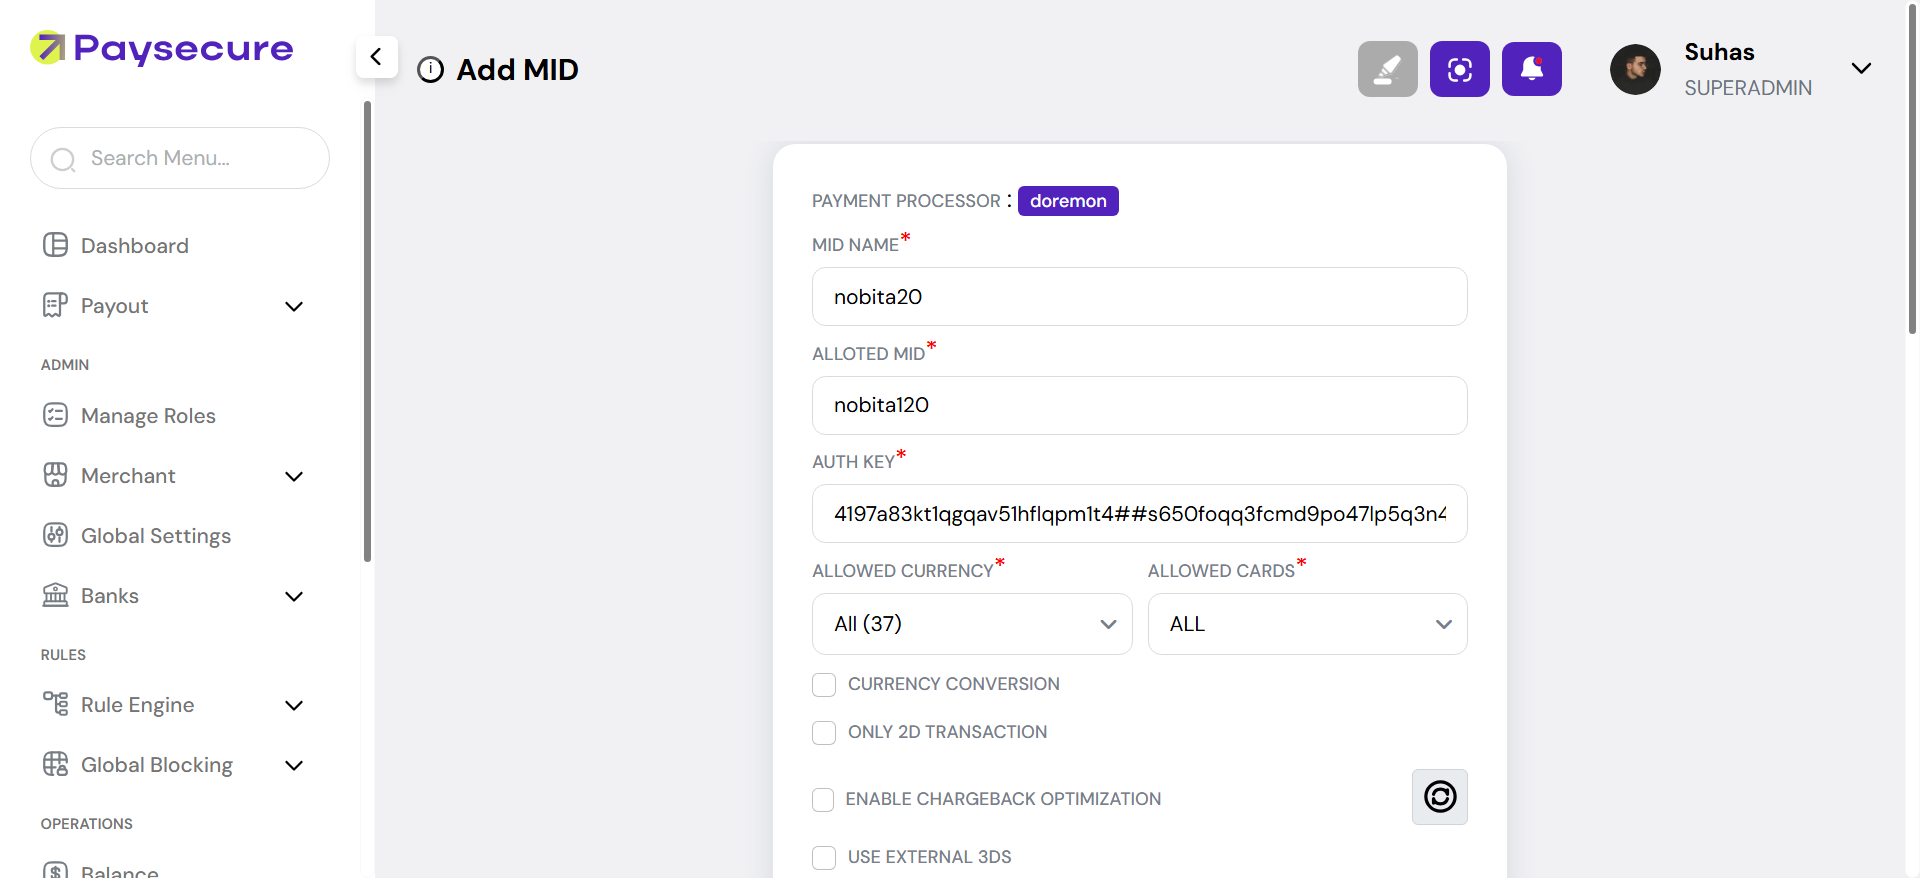 Paysecure
Add MID
Suhas
SUPERADMIN
Search Menu...
Dashboard
Payout
ADMIN
Manage Roles
Merchant
Global Settings
Banks
RULES
Rule Engine
Global Blocking
OPERATIONS
Balance
PAYMENT PROCESSOR : doremon
MID NAME*
nobita20
ALLOTED MID*
nobita120
AUTH KEY*
4197a83kt1qgqav51hflqpm1t4##s650foqq3fcmd9po47lp5q3n4
ALLOWED CURRENCY* ALLOWED CARDS*
All (37) ALL
CURRENCY CONVERSION
ONLY 2D TRANSACTION
ENABLE CHARGEBACK OPTIMIZATION
USE EXTERNAL 3DS